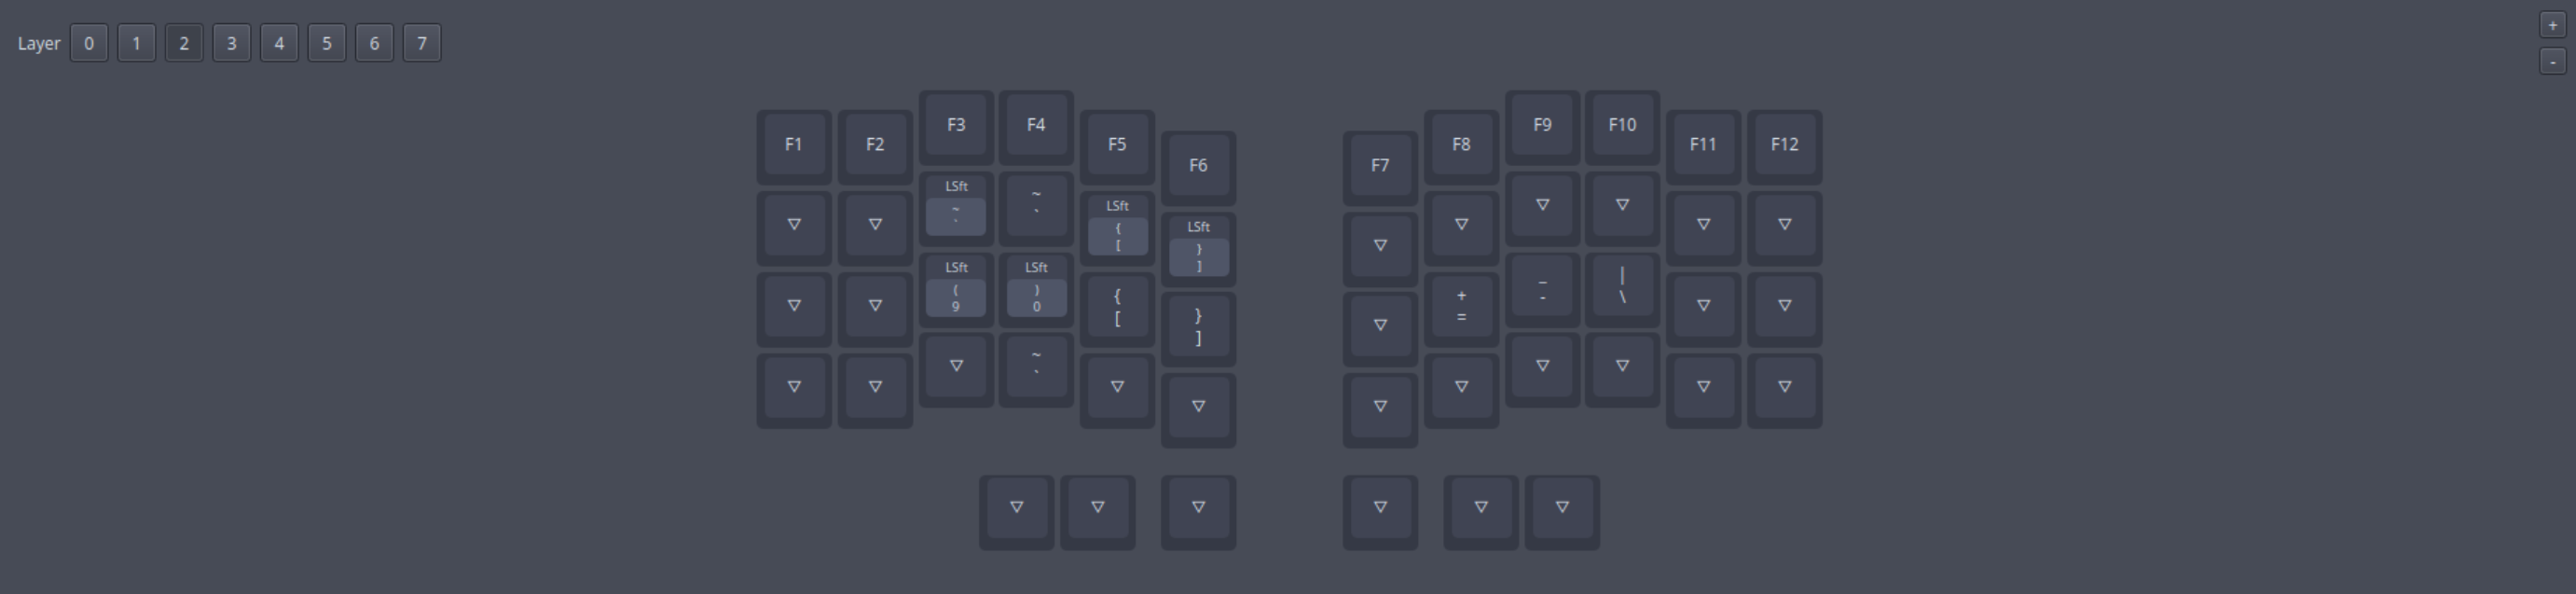 Layer 0 1 2 3 4 5 6 7
+
-
F1 F2 F3 F4 F5 F6 F7 F8 F9 F10 F11 F12
▽ ▽ LSft ~ ` ~ ` LSft { [ LSft } ] ▽ ▽ ▽ ▽ ▽ ▽
▽ ▽ LSft ( 9 LSft ) 0 { [ } ] ▽ + = _ - | \ ▽ ▽
▽ ▽ ▽ ~ ` ▽ ▽ ▽ ▽ ▽ ▽ ▽ ▽
▽ ▽ ▽ ▽ ▽ ▽